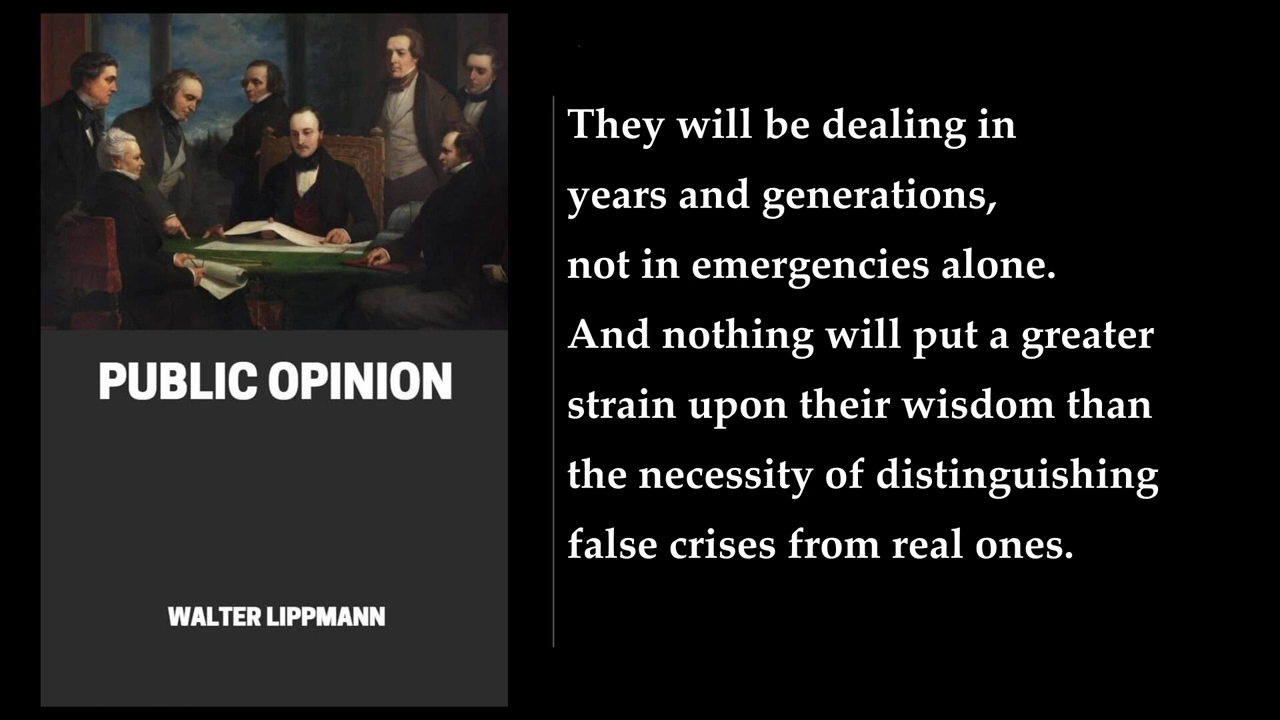 PUBLIC OPINION
WALTER LIPPMANN
They will be dealing in
years and generations,
not in emergencies alone.
And nothing will put a greater
strain upon their wisdom than
the necessity of distinguishing
false crises from real ones.